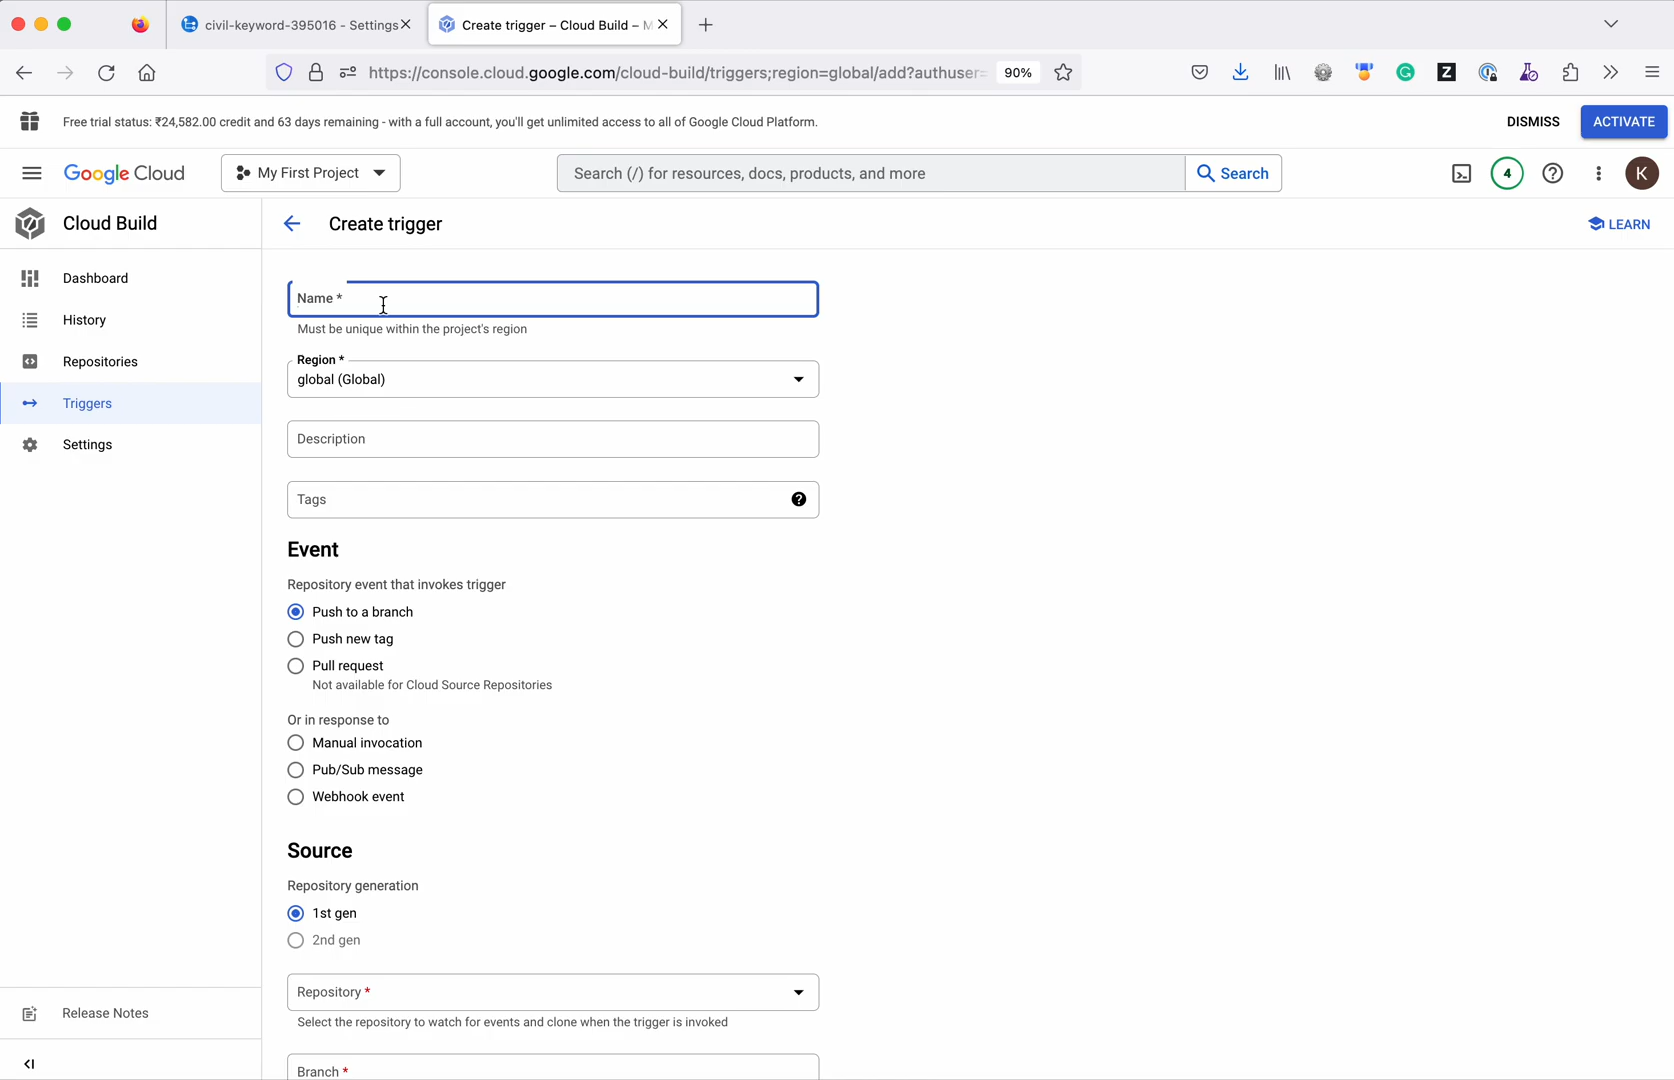 civil-keyword-395016 - Settings
Create trigger – Cloud Build – M
https://console.cloud.google.com/cloud-build/triggers;region=global/add?authuser=
90%
Free trial status: ₹24,582.00 credit and 63 days remaining - with a full account, you'll get unlimited access to all of Google Cloud Platform.
DISMISS
ACTIVATE
Google Cloud
My First Project
Search (/) for resources, docs, products, and more
Search
4
K
Cloud Build
Create trigger
LEARN
Dashboard
History
Repositories
Triggers
Settings
Release Notes
Name *
Must be unique within the project's region
Region *
global (Global)
Description
Tags
Event
Repository event that invokes trigger
Push to a branch
Push new tag
Pull request
Not available for Cloud Source Repositories
Or in response to
Manual invocation
Pub/Sub message
Webhook event
Source
Repository generation
1st gen
2nd gen
Repository *
Select the repository to watch for events and clone when the trigger is invoked
Branch *